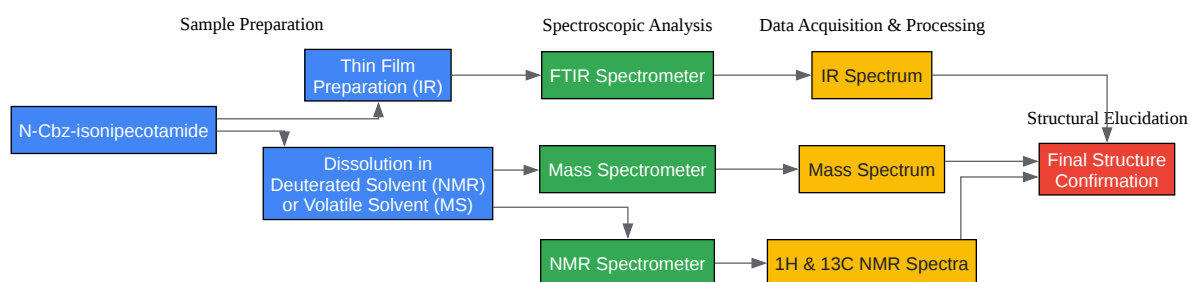 Sample Preparation
Spectroscopic Analysis
Data Acquisition & Processing
Thin Film
Preparation (IR)
FTIR Spectrometer
IR Spectrum
N-Cbz-isonipecotamide
Structural Elucidation
Dissolution in
Deuterated Solvent (NMR)
or Volatile Solvent (MS)
Mass Spectrometer
Mass Spectrum
Final Structure
Confirmation
NMR Spectrometer
1H & 13C NMR Spectra